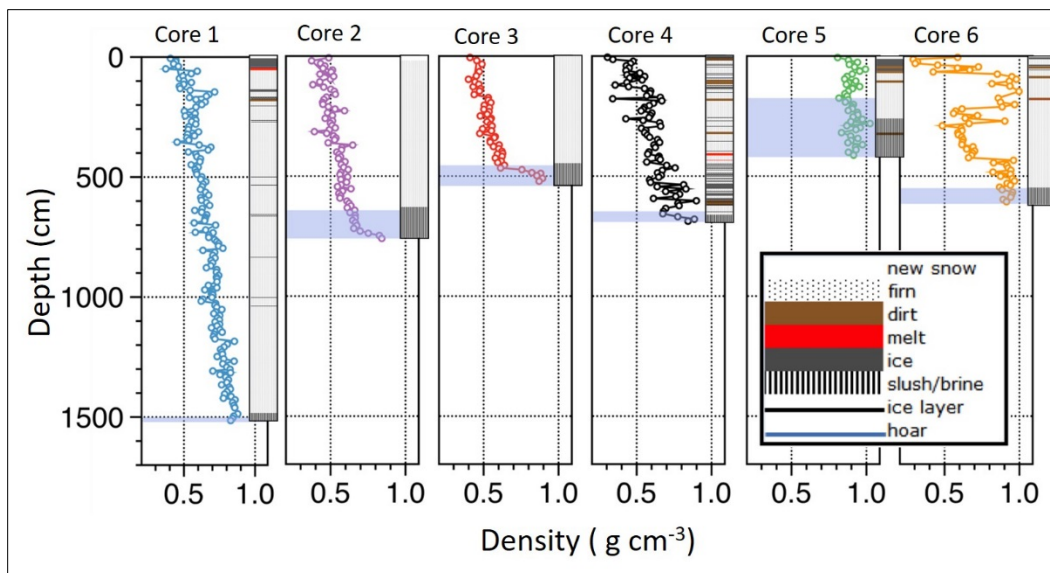 Core 1 Core 2 Core 3 Core 4 Core 5 Core 6
0
500
1000
1500
Depth (cm)
new snow
firn
dirt
melt
ice
slush/brine
ice layer
hoar
0.5 1.0 0.5 1.0 0.5 1.0 0.5 1.0 0.5 1.0 0.5 1.0
Density ( g cm-3)